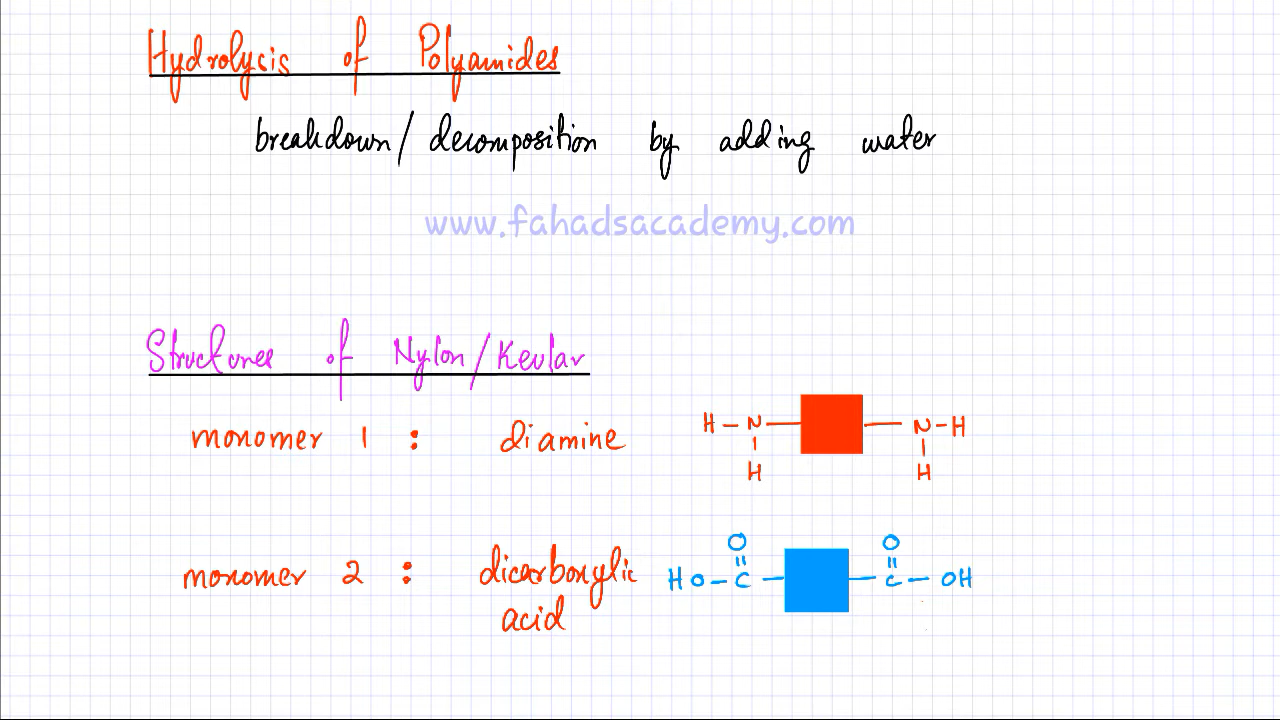 Hydrolysis of Polyamides
breakdown/ decomposition by adding water
www.fahadsacademy.com
Structures of Nylon/Kevlar
monomer 1 : diamine
H – N – – N – H
H H
monomer 2 : dicarboxylic acid
O O
HO – C – – C – OH